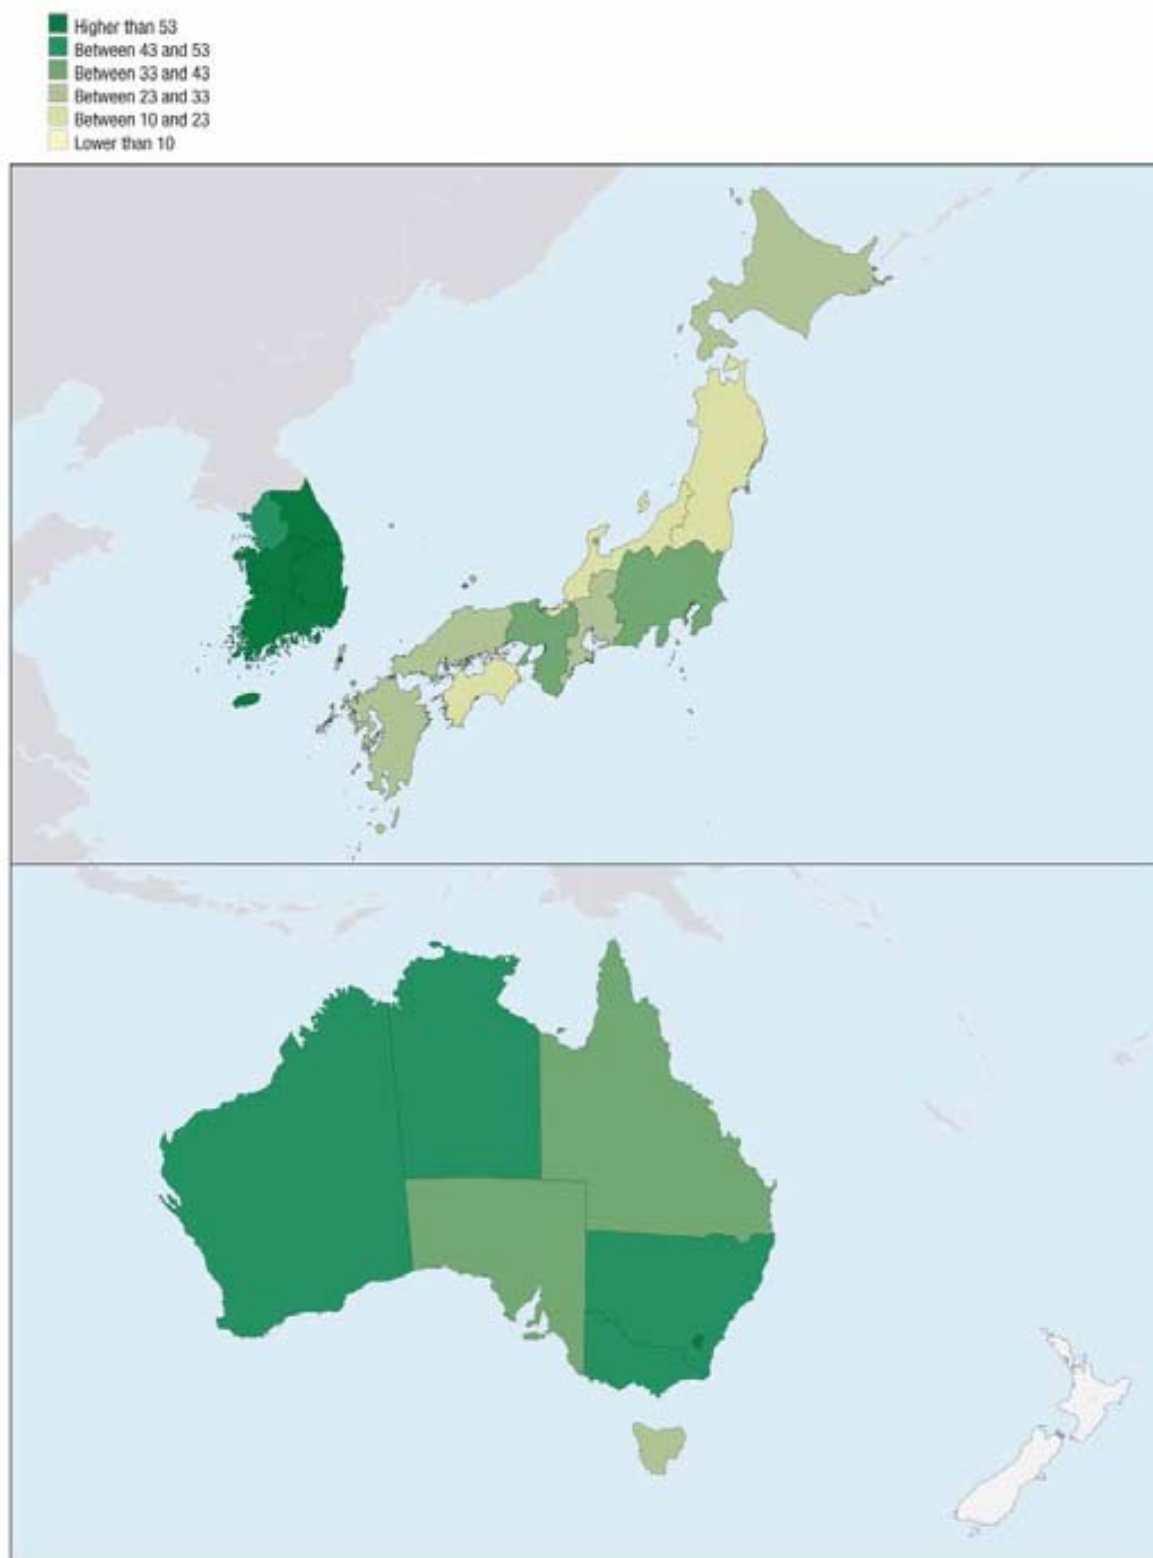 Higher than 53
Between 43 and 53
Between 33 and 43
Between 23 and 33
Between 10 and 23
Lower than 10